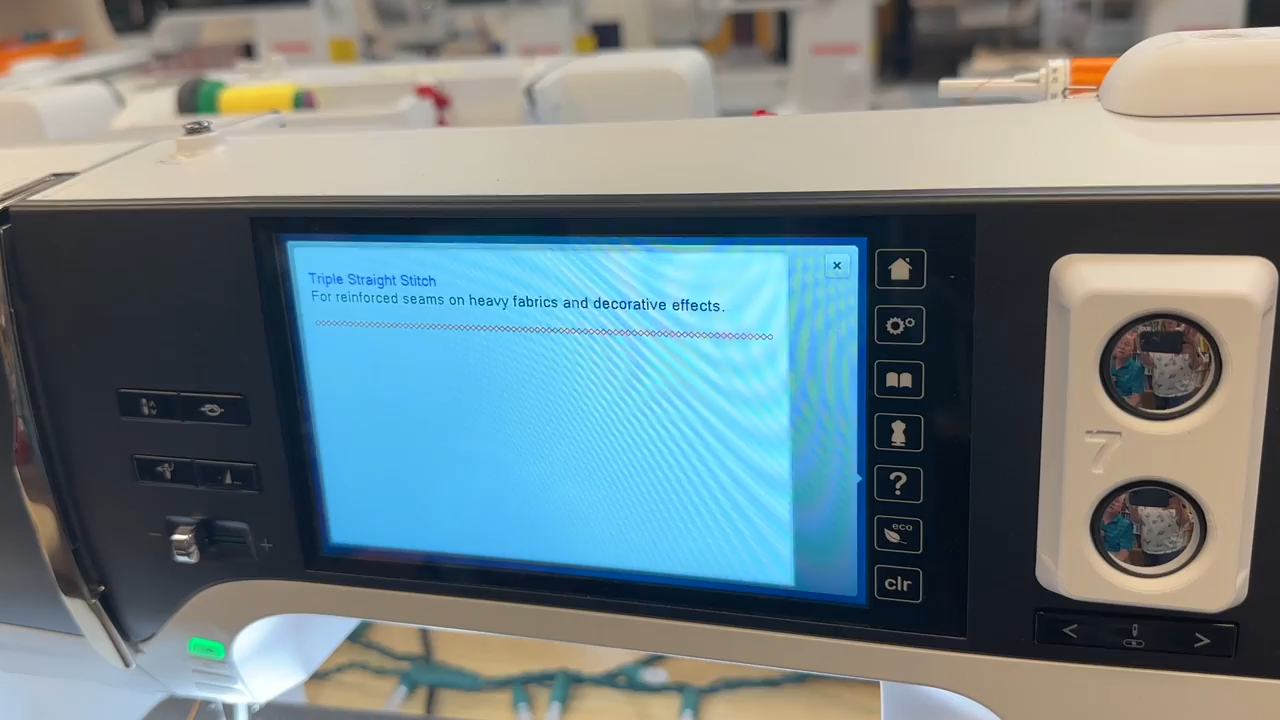 Triple Straight Stitch
For reinforced seams on heavy fabrics and decorative effects.
×
?
eco
clr
7
- +
< >